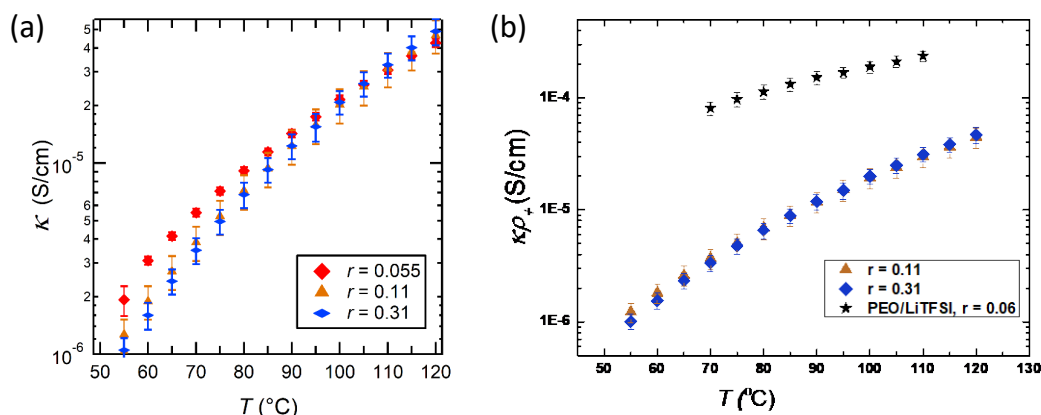 (a)
κ (S/cm)
5
4
3
2
10⁻⁵
5
4
3
2
10⁻⁶
50 60 70 80 90 100 110 120
T (°C)
r = 0.055
r = 0.11
r = 0.31
(b)
κρ₊ (S/cm)
1E-4
1E-5
1E-6
50 60 70 80 90 100 110 120 130
T (°C)
r = 0.11
r = 0.31
PEO/LiTFSI, r = 0.06